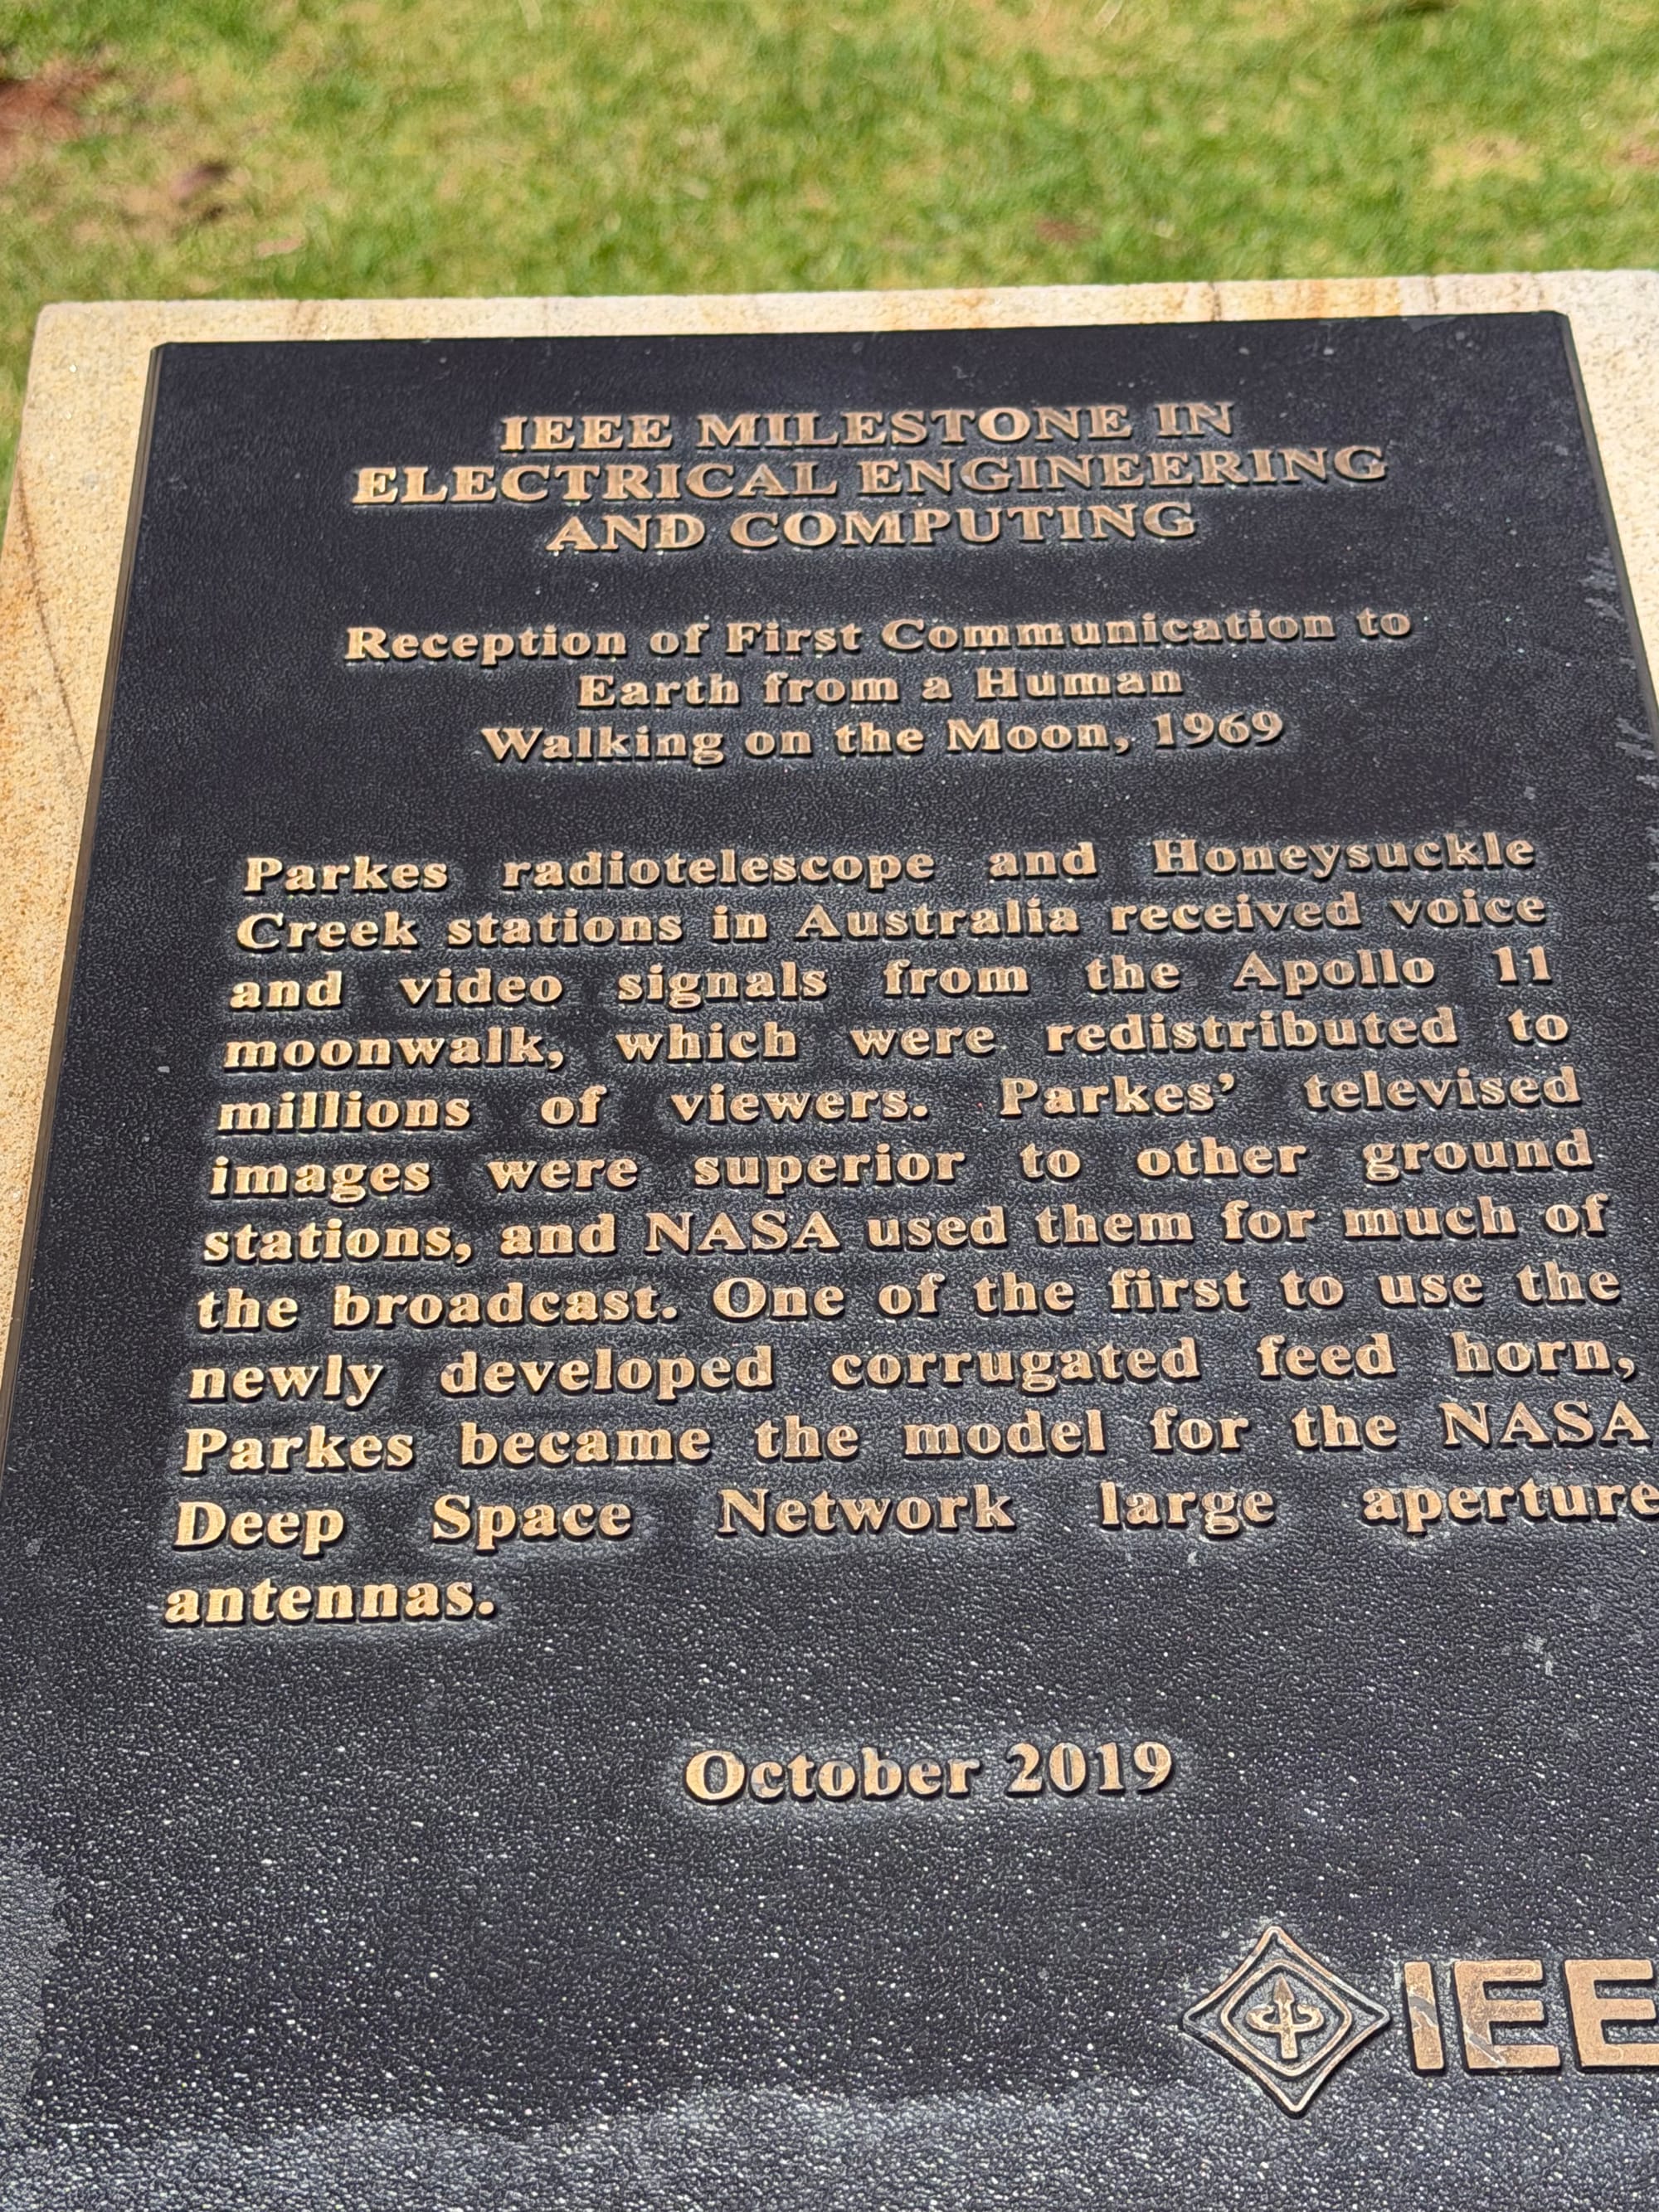 IEEE MILESTONE IN
ELECTRICAL ENGINEERING
AND COMPUTING
Reception of First Communication to
Earth from a Human
Walking on the Moon, 1969
Parkes radiotelescope and Honeysuckle
Creek stations in Australia received voice
and video signals from the Apollo 11
moonwalk, which were redistributed to
millions of viewers. Parkes’ televised
images were superior to other ground
stations, and NASA used them for much of
the broadcast. One of the first to use the
newly developed corrugated feed horn,
Parkes became the model for the NASA
Deep Space Network large aperture
antennas.
October 2019
IEE